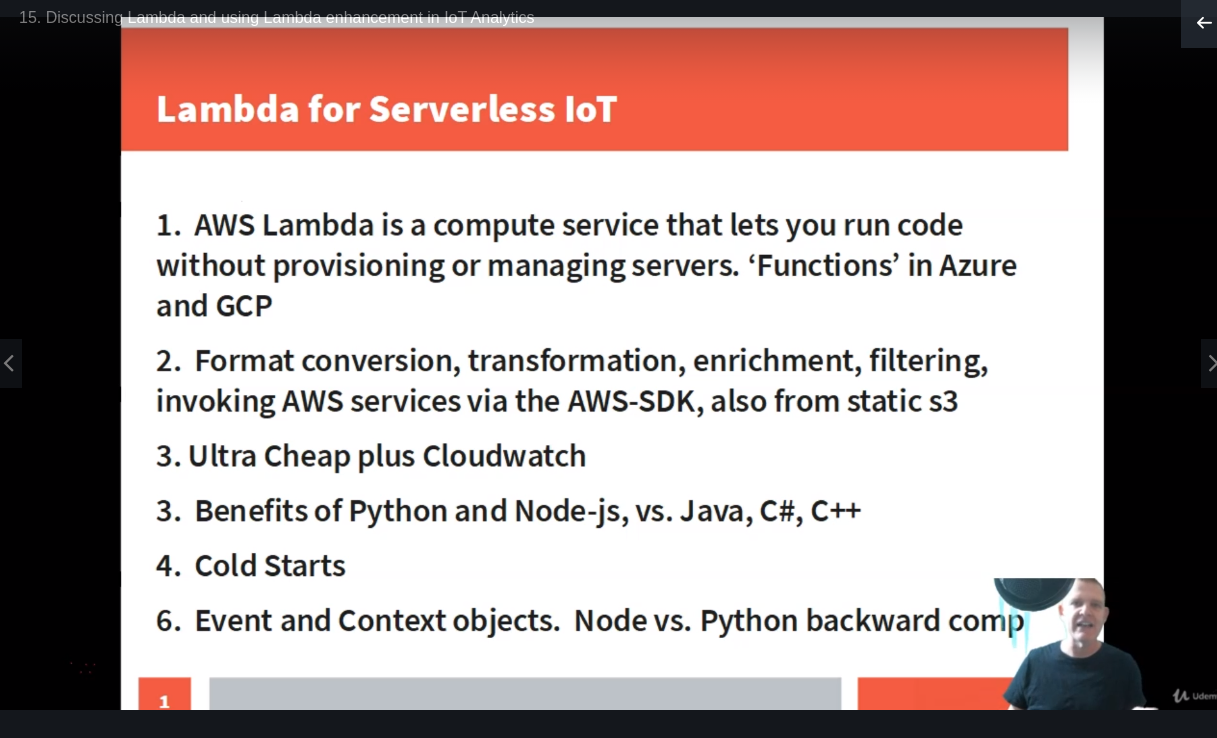 15. Discussing Lambda and using Lambda enhancement in IoT Analytics
Lambda for Serverless IoT
1. AWS Lambda is a compute service that lets you run code
without provisioning or managing servers. ‘Functions’ in Azure
and GCP
2. Format conversion, transformation, enrichment, filtering,
invoking AWS services via the AWS-SDK, also from static s3
3. Ultra Cheap plus Cloudwatch
3. Benefits of Python and Node-js, vs. Java, C#, C++
4. Cold Starts
6. Event and Context objects. Node vs. Python backward comp
1
Udem